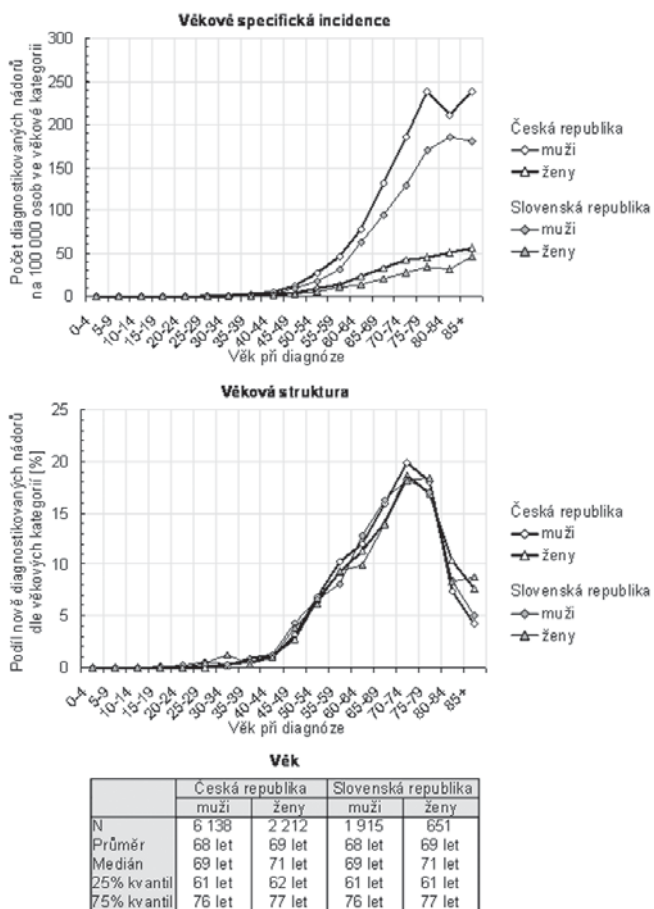 Věkově specifická incidence
Počet diagnostikovaných nádorů
na 100 000 osob ve věkové kategorii
300
250
200
150
100
50
0
0-4
5-9
10-14
15-19
20-24
25-29
30-34
35-39
40-44
45-49
50-54
55-59
60-64
65-69
70-74
75-79
80-84
85+
Věk při diagnóze
Česká republika
muži
ženy
Slovenská republika
muži
ženy
Věková struktura
Podíl nově diagnostikovaných nádorů
dle věkových kategorií [%]
25
20
15
10
5
0
0-4
5-9
10-14
15-19
20-24
25-29
30-34
35-39
40-44
45-49
50-54
55-59
60-64
65-69
70-74
75-79
80-84
85+
Věk při diagnóze
Česká republika
muži
ženy
Slovenská republika
muži
ženy
Věk
Česká republika Slovenská republika
muži ženy muži ženy
N 6 138 2 212 1 915 651
Průměr 68 let 69 let 68 let 69 let
Medián 69 let 71 let 69 let 71 let
25% kvantil 61 let 62 let 61 let 61 let
75% kvantil 76 let 77 let 76 let 77 let